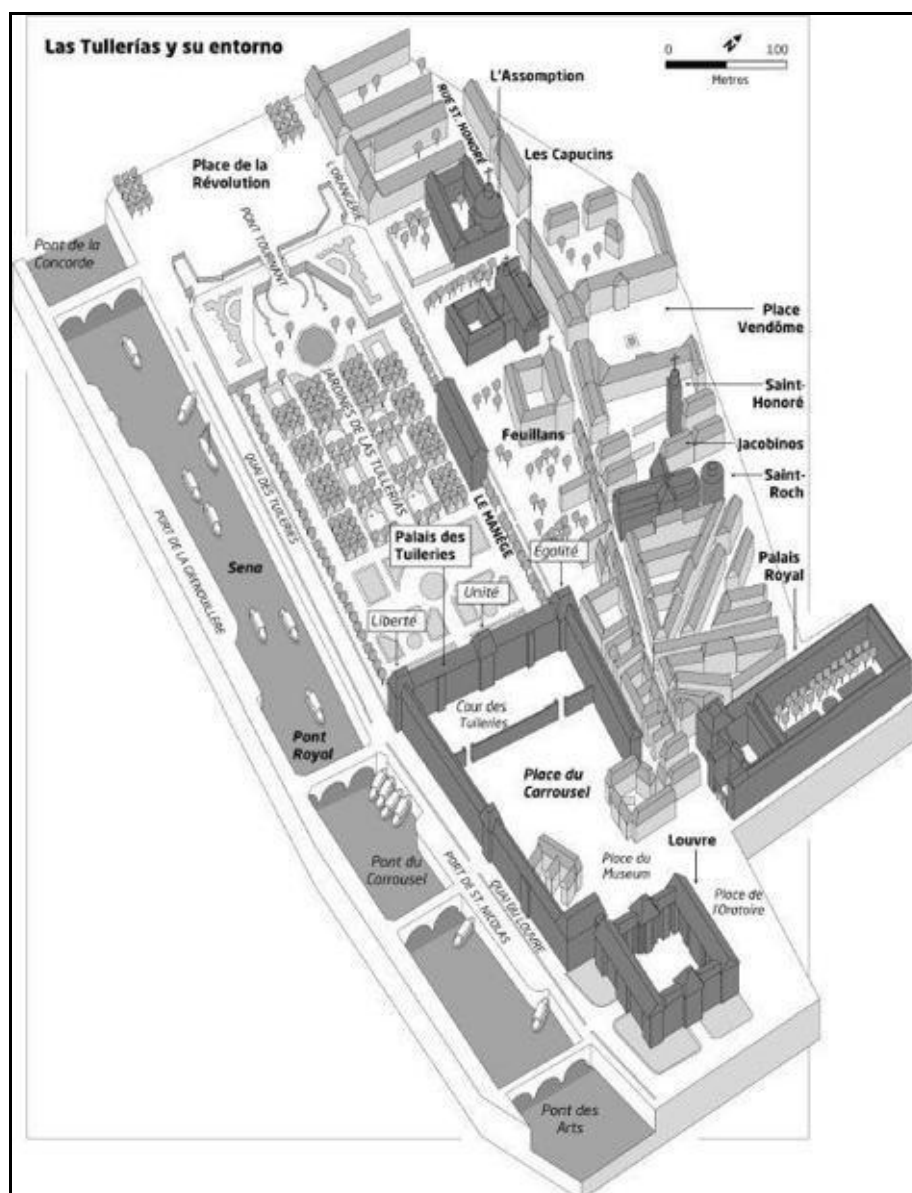 Las Tullerías y su entorno
0
N
100
Metros
L'Assomption
RUE ST. HONORÉ
Les Capucins
Place de la
Révolution
L'ORANGERIE
PONT TOURNANT
Pont de la
Concorde
Place
Vendôme
Saint-
Honoré
JARDINES DE LAS TULLERÍAS
Feuillans
Jacobinos
Saint-
Roch
QUAI DES TUILERIES
LE MANÈGE
Palais des
Tuileries
Égalité
Palais
Royal
PORT DE LA GRENOUILLÈRE
Sena
Unité
Liberté
Cour des
Tuileries
Pont
Royal
Place du
Carrousel
Louvre
Place du
Museum
Place de
l'Oratoire
Pont du
Carrousel
PORT DE ST. NICOLAS
QUAI DU LOUVRE
Pont des
Arts